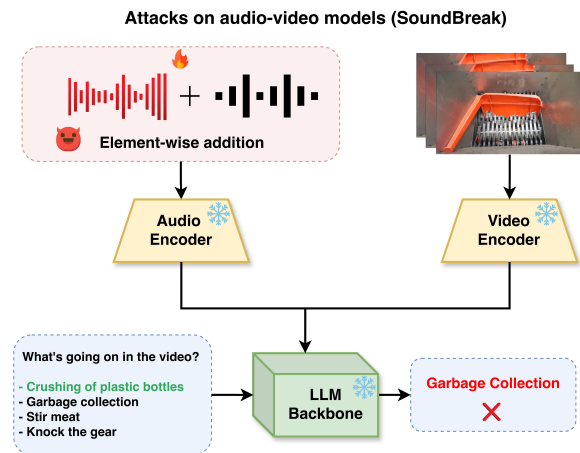 Attacks on audio-video models (SoundBreak)
Element-wise addition
Audio
Encoder
Video
Encoder
What's going on in the video?
- Crushing of plastic bottles
- Garbage collection
- Stir meat
- Knock the gear
LLM
Backbone
Garbage Collection